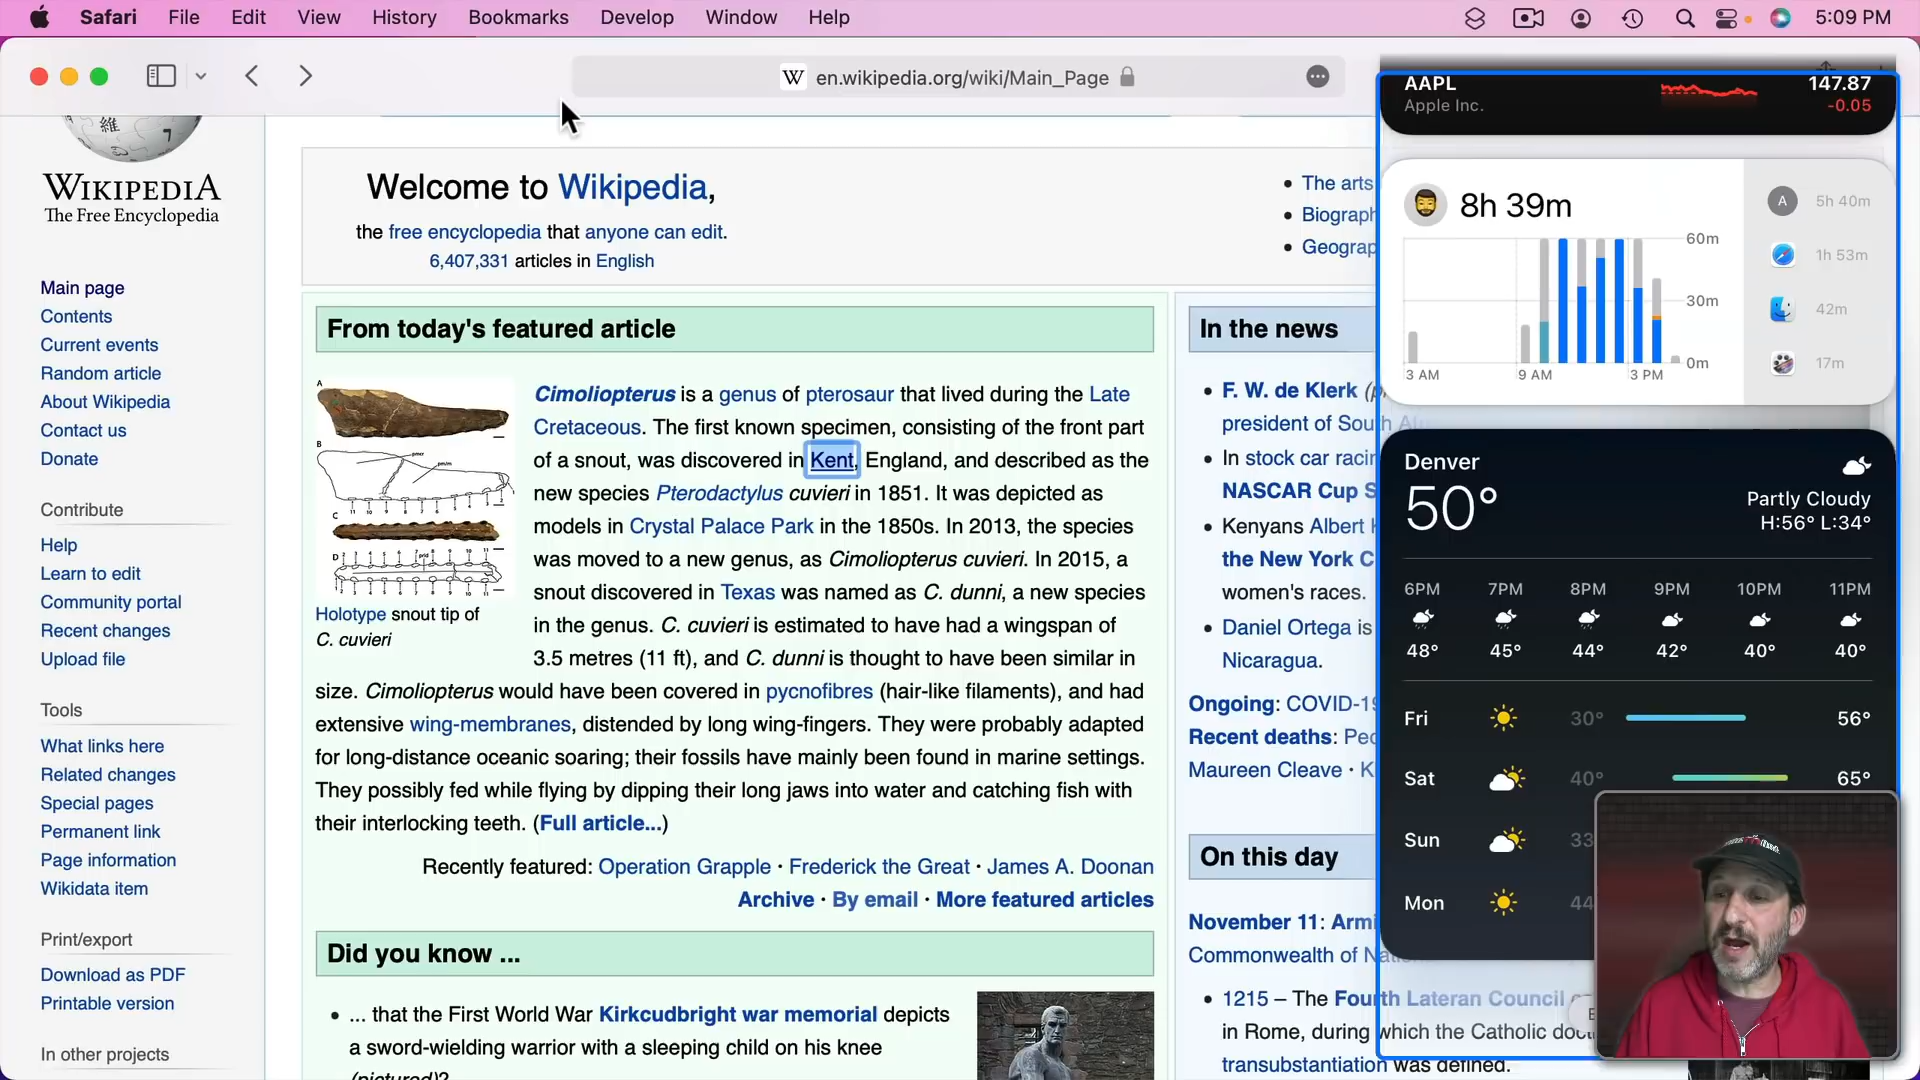 Safari File Edit View History Bookmarks Develop Window Help 5:09 PM
W en.wikipedia.org/wiki/Main_Page
WIKIPEDIA
The Free Encyclopedia
Main page
Contents
Current events
Random article
About Wikipedia
Contact us
Donate
Contribute
Help
Learn to edit
Community portal
Recent changes
Upload file
Tools
What links here
Related changes
Special pages
Permanent link
Page information
Wikidata item
Print/export
Download as PDF
Printable version
In other projects
Welcome to Wikipedia,
the free encyclopedia that anyone can edit.
6,407,331 articles in English
• The arts
• Biograph
• Geograp
From today's featured article
Holotype snout tip of
C. cuvieri
Cimoliopterus is a genus of pterosaur that lived during the Late
Cretaceous. The first known specimen, consisting of the front part
of a snout, was discovered in Kent, England, and described as the
new species Pterodactylus cuvieri in 1851. It was depicted as
models in Crystal Palace Park in the 1850s. In 2013, the species
was moved to a new genus, as Cimoliopterus cuvieri. In 2015, a
snout discovered in Texas was named as C. dunni, a new species
in the genus. C. cuvieri is estimated to have had a wingspan of
3.5 metres (11 ft), and C. dunni is thought to have been similar in
size. Cimoliopterus would have been covered in pycnofibres (hair-like filaments), and had
extensive wing-membranes, distended by long wing-fingers. They were probably adapted
for long-distance oceanic soaring; their fossils have mainly been found in marine settings.
They possibly fed while flying by dipping their long jaws into water and catching fish with
their interlocking teeth. (Full article...)
Recently featured: Operation Grapple · Frederick the Great · James A. Doonan
Archive · By email · More featured articles
Did you know ...
• ... that the First World War Kirkcudbright war memorial depicts
a sword-wielding warrior with a sleeping child on his knee
(pictured)?
In the news
• F. W. de Klerk (p
president of South
• In stock car racin
NASCAR Cup S
• Kenyans Albert K
the New York C
women's races.
• Daniel Ortega is
Nicaragua.
Ongoing: COVID-19
Recent deaths: Pec
Maureen Cleave · K
On this day
November 11: Armi
Commonwealth of Nati
• 1215 – The Fourth Lateran Council
in Rome, during which the Catholic doc
transubstantiation was defined.
AAPL 147.87
Apple Inc. -0.05
8h 39m
60m
30m
0m
3 AM 9 AM 3 PM
A 5h 40m
1h 53m
42m
17m
Denver
50°
Partly Cloudy
H:56° L:34°
6PM 7PM 8PM 9PM 10PM 11PM
48° 45° 44° 42° 40° 40°
Fri 30° 56°
Sat 40° 65°
Sun 33
Mon 44